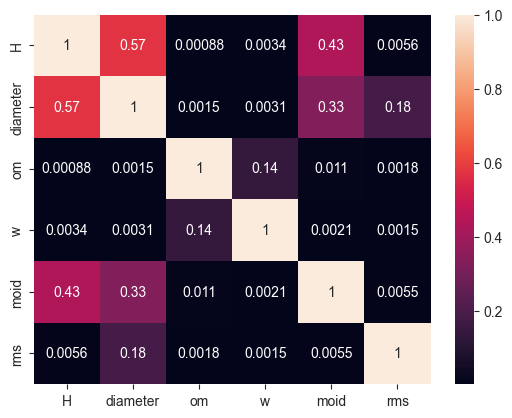 H 1 0.57 0.00088 0.0034 0.43 0.0056
diameter 0.57 1 0.0015 0.0031 0.33 0.18
om 0.00088 0.0015 1 0.14 0.011 0.0018
w 0.0034 0.0031 0.14 1 0.0021 0.0015
moid 0.43 0.33 0.011 0.0021 1 0.0055
rms 0.0056 0.18 0.0018 0.0015 0.0055 1
H diameter om w moid rms
1.0
0.8
0.6
0.4
0.2